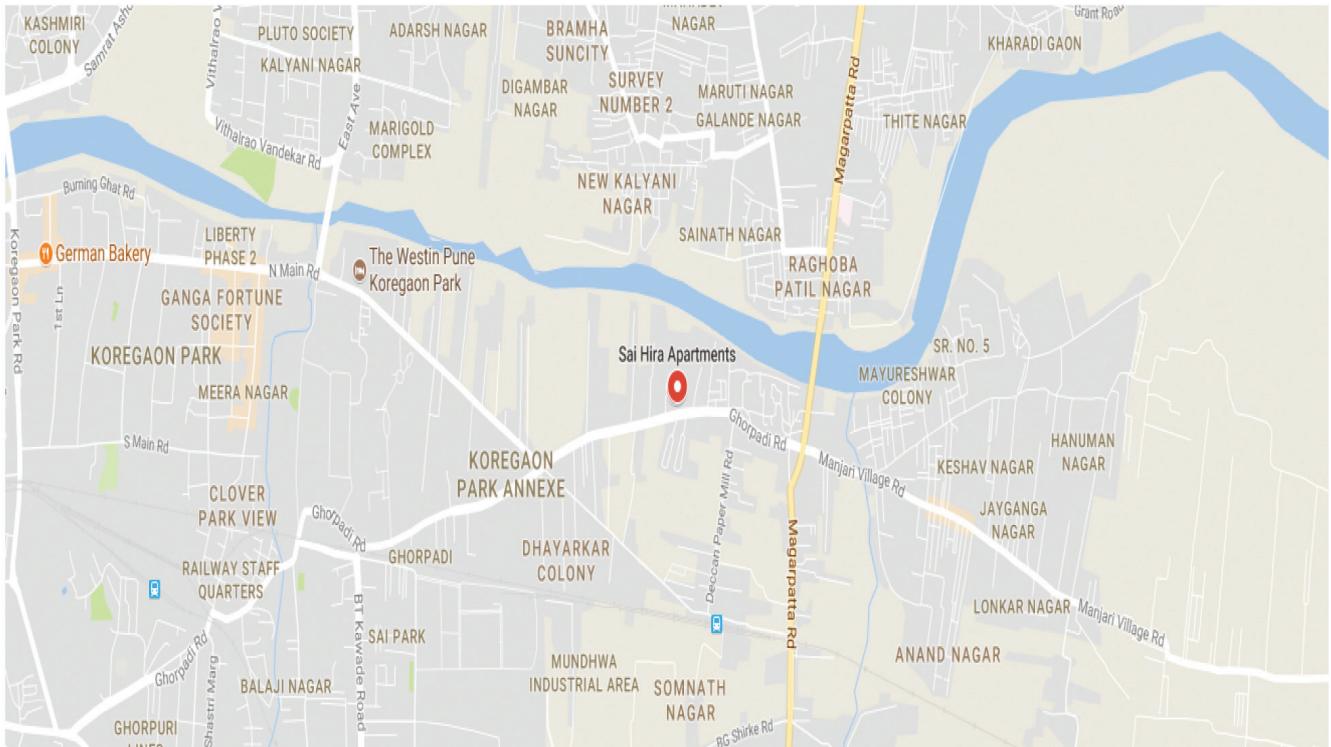 KASHMIRI
COLONY
Samrat Asho
Vithalrao V
PLUTO SOCIETY
KALYANI NAGAR
ADARSH NAGAR
BRAMHA
SUNCITY
NAGAR
Grant Road
KHARADI GAON
DIGAMBAR
NAGAR
SURVEY
NUMBER 2
MARUTI NAGAR
GALANDE NAGAR
THITE NAGAR
Magarpatta Rd
East Ave
MARIGOLD
COMPLEX
Vithalrao Vandekar Rd
Burning Ghat Rd
NEW KALYANI
NAGAR
SAINATH NAGAR
RAGHOBA
PATIL NAGAR
German Bakery
LIBERTY
PHASE 2
N Main Rd
The Westin Pune
Koregaon Park
Koregaon Park Rd
1st Ln
GANGA FORTUNE
SOCIETY
KOREGAON PARK
MEERA NAGAR
Sai Hira Apartments
SR. NO. 5
MAYURESHWAR
COLONY
S Main Rd
Ghorpadi Rd
Manjari Village Rd
KESHAV NAGAR
HANUMAN
NAGAR
KOREGAON
PARK ANNEXE
Deccan Paper Mill Rd
CLOVER
PARK VIEW
Ghorpadi Rd
JAYGANGA
NAGAR
GHORPADI
DHAYARKAR
COLONY
Magarpatta Rd
RAILWAY STAFF
QUARTERS
BT Kawade Road
SAI PARK
LONKAR NAGAR
Manjari Village Rd
ANAND NAGAR
Ghorpadi Rd
Shastri Marg
BALAJI NAGAR
MUNDHWA
INDUSTRIAL AREA
SOMNATH
NAGAR
GHORPURI
BG Shirke Rd